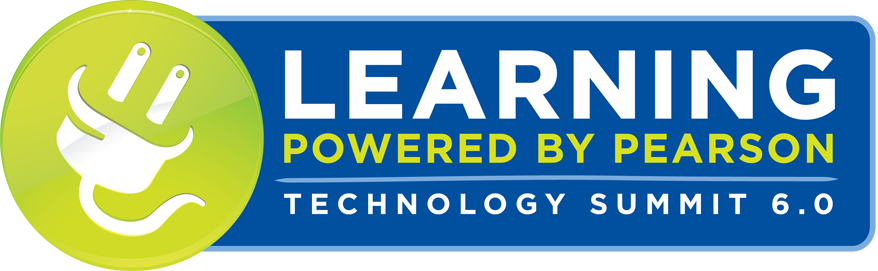 LEARNING
POWERED BY PEARSON
TECHNOLOGY SUMMIT 6.0